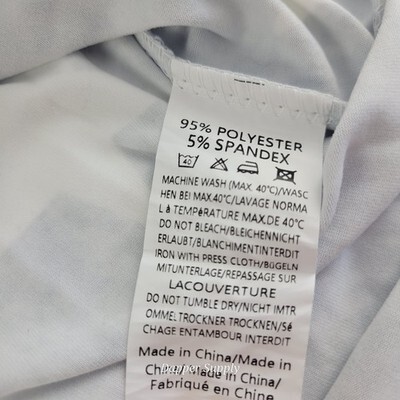 95% POLYESTER
5% SPANDEX
40
MACHINE WASH (MAX. 40°C)/WASC
HEN BEI MAX.40°C/LAVAGE NORMA
L à TEMPéRATURE MAX.DE 40°C
DO NOT BLEACH/BLEICHENNICHT
ERLAUBT/BLANCHIMENTINTERDIT
IRON WITH PRESS CLOTH/BüGELN
MITUNTERLAGE/REPASSAGE SUR
LACOUVERTURE
DO NOT TUMBLE DRY/NICHT IMTR
OMMELTROCKNER TROCKNEN/Sé
CHAGE ENTAMBOUR INTERDIT
Made in China/Made in
China/Made in China/
Fabriqué en Chine
Dapper Supply